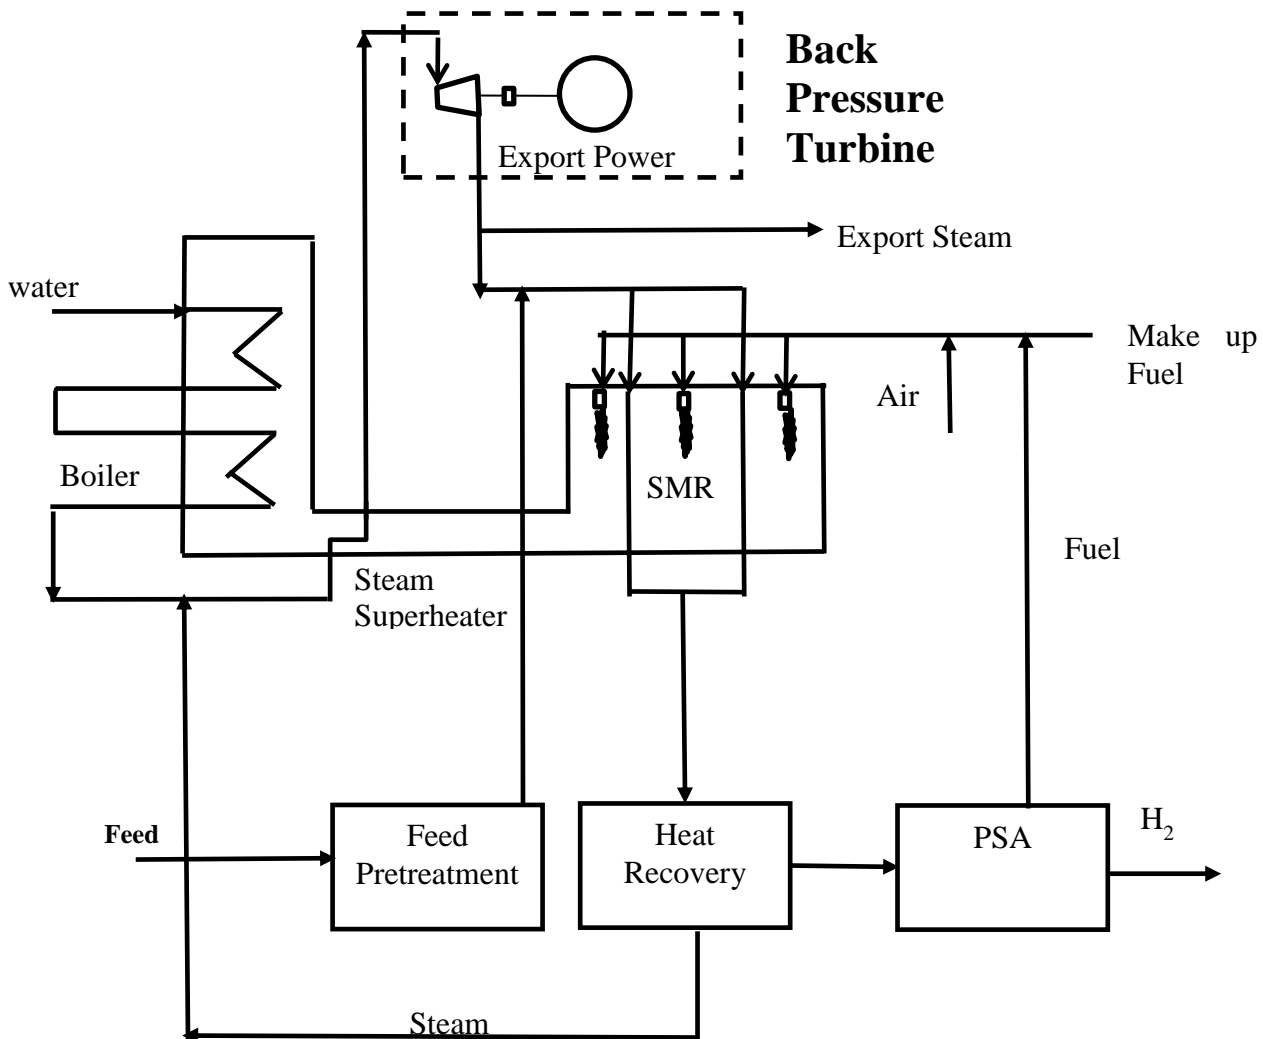 Back
Pressure
Turbine
Export Power
Export Steam
water
Make up
Fuel
Air
Boiler
SMR
Fuel
Steam
Superheater
Feed
Feed
Pretreatment
Heat
Recovery
PSA
H2
Steam